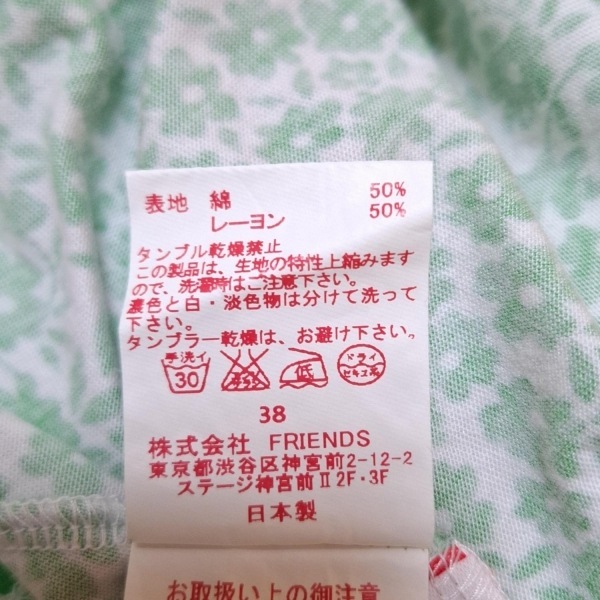 表地 綿 50%
レーヨン 50%
タンブル乾燥禁止
この製品は、生地の特性上縮みます
ので、洗濯時はご注意下さい。
濃色と白・淡色物は分けて洗って
下さい。
タンブラー乾燥は、お避け下さい。
手洗イ 30 エンソサラシ 低 ドライ セキユ系
38
株式会社 FRIENDS
東京都渋谷区神宮前2-12-2
ステージ神宮前Ⅱ2F・3F
日本製
お取扱い上の御注意